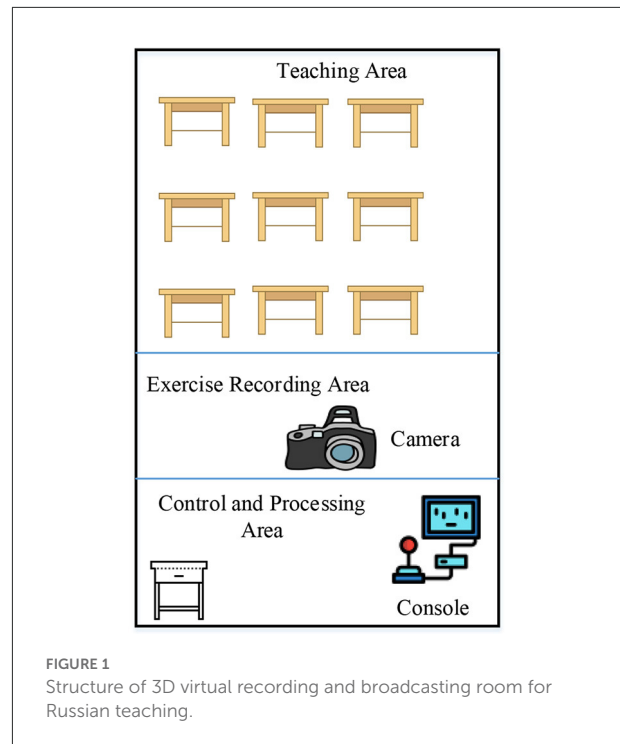 Teaching Area
Exercise Recording Area
Camera
Control and Processing
Area
Console
FIGURE 1
Structure of 3D virtual recording and broadcasting room for
Russian teaching.